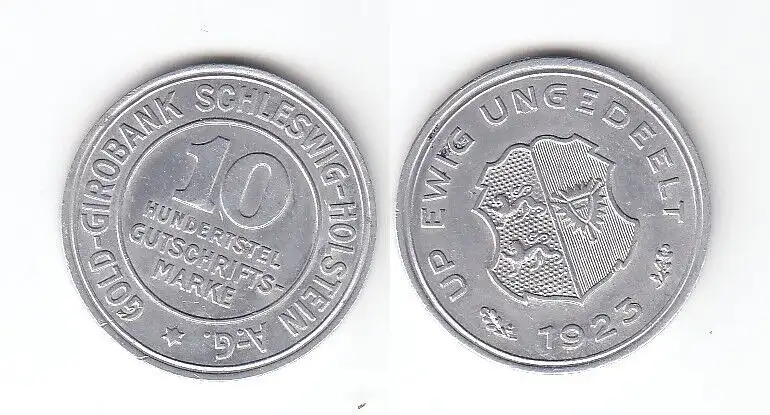 GOLD-GIROBANK SCHLESWIG-HOLSTEIN A.-G.
10
HUNDERTSTEL
GUTSCHRIFTS-
MARKE
UP EWIG UNGEDEELT
1923